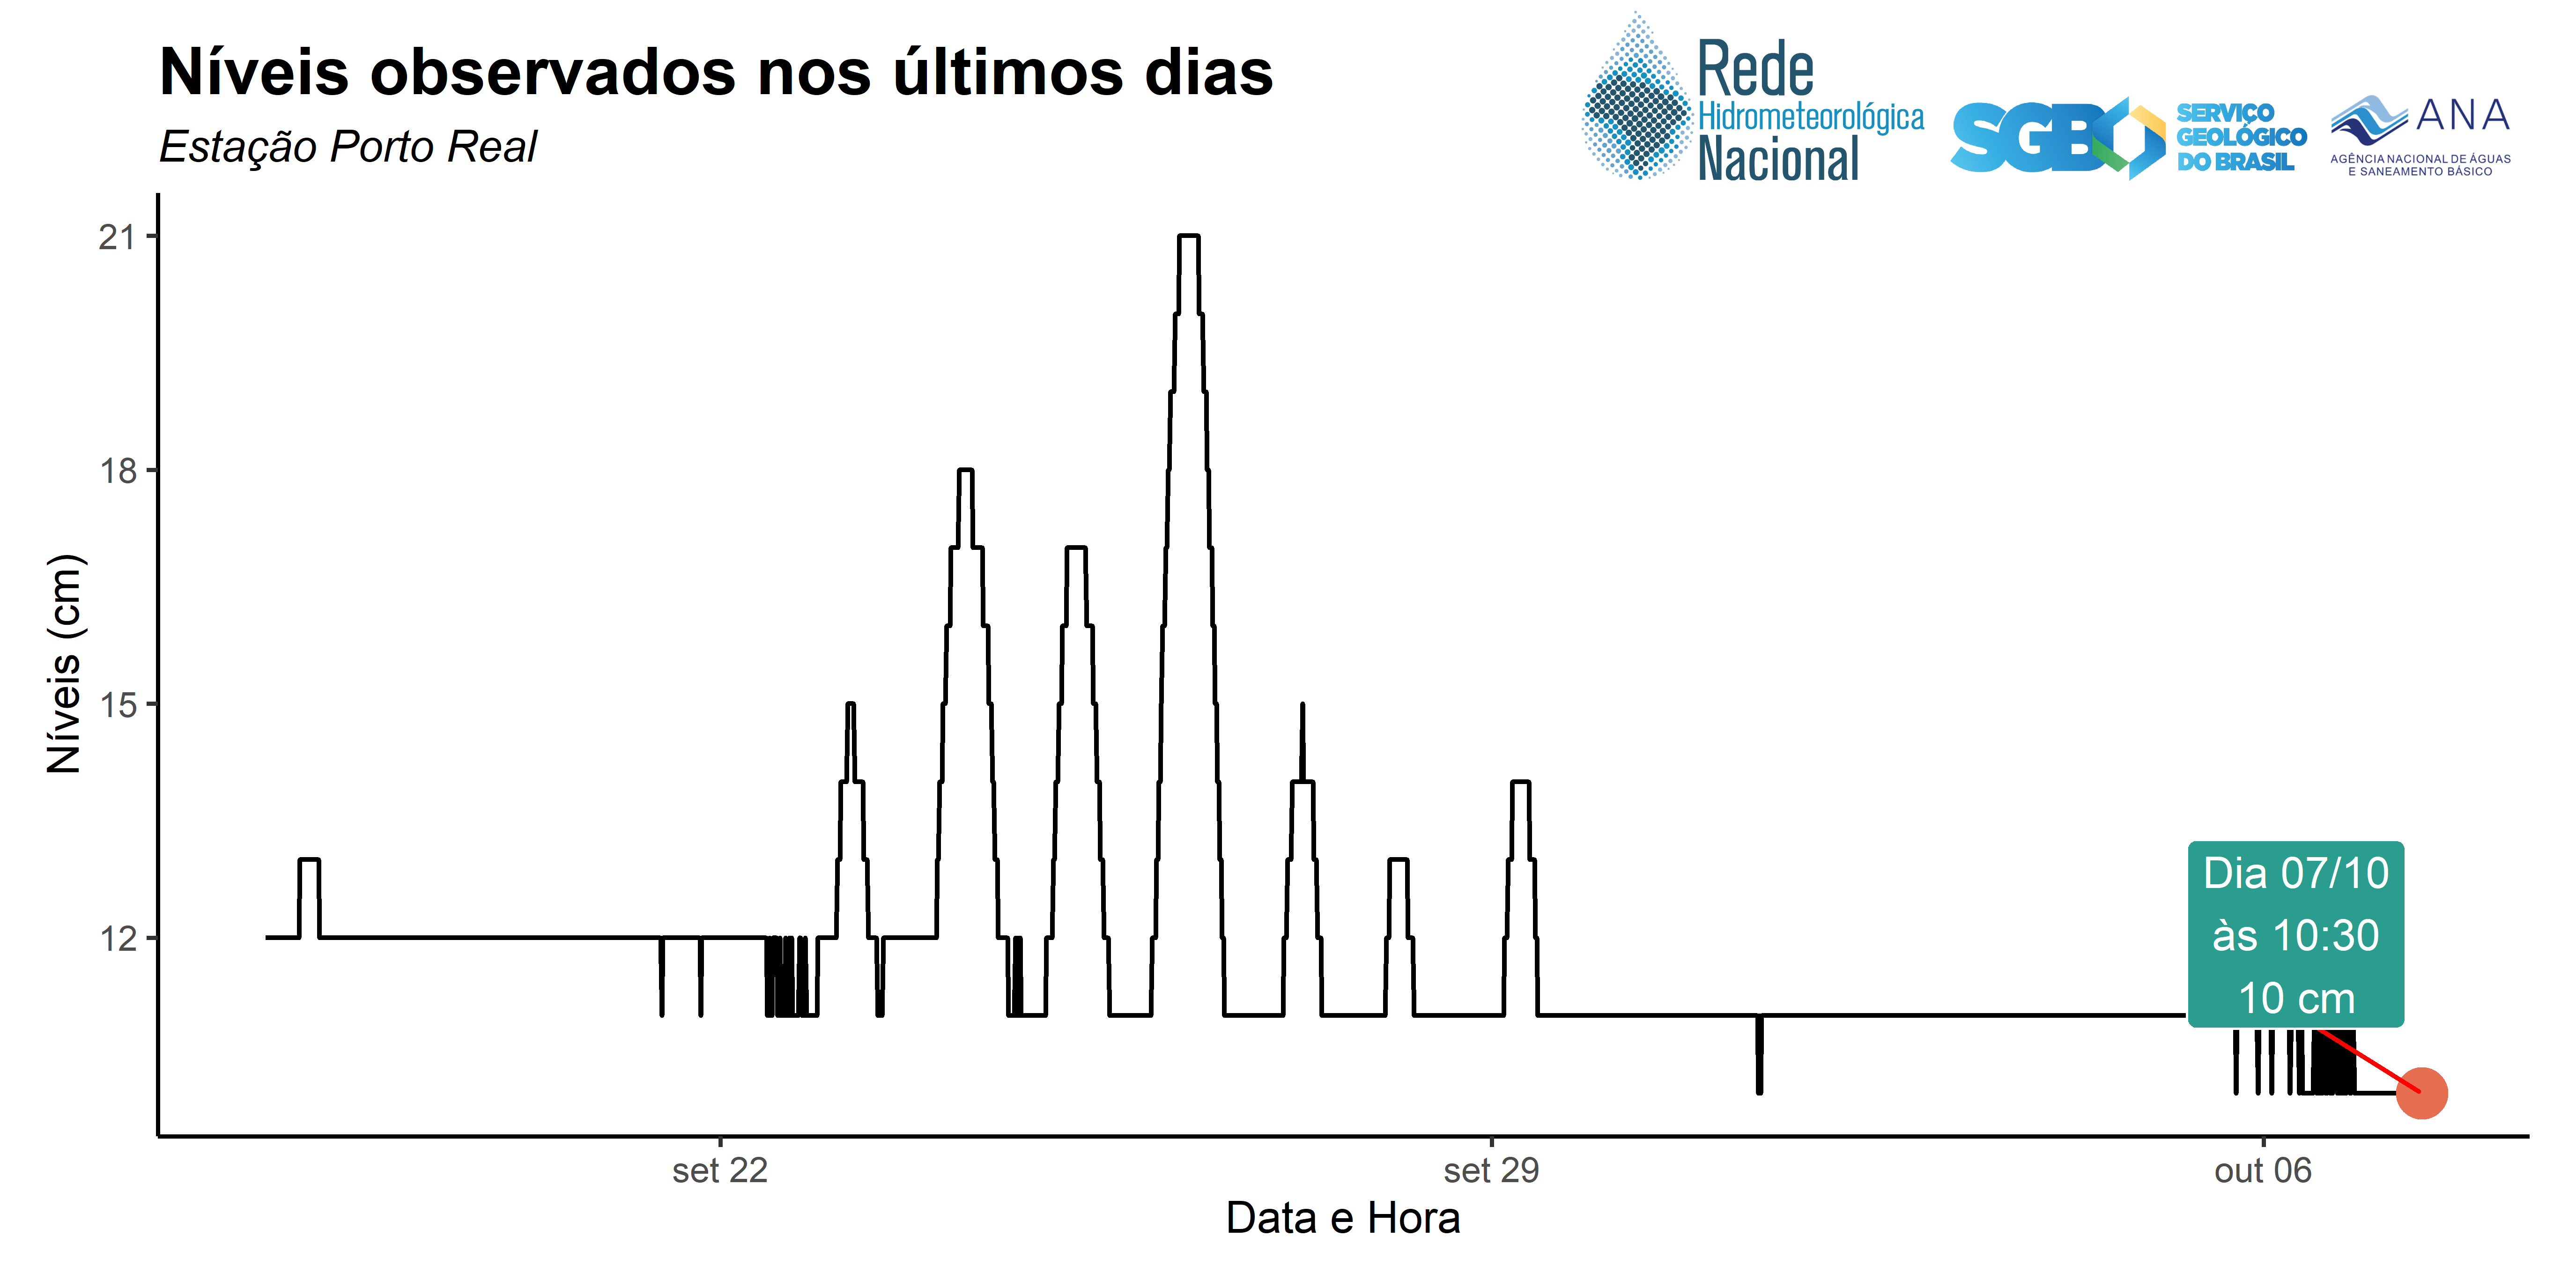 Níveis observados nos últimos dias
Estação Porto Real
Rede
Hidrometeorológica
Nacional
SGB
SERVIÇO
GEOLÓGICO
DO BRASIL
ANA
AGÊNCIA NACIONAL DE ÁGUAS
E SANEAMENTO BÁSICO
Níveis (cm)
21
18
15
12
Dia 07/10
às 10:30
10 cm
set 22
set 29
out 06
Data e Hora